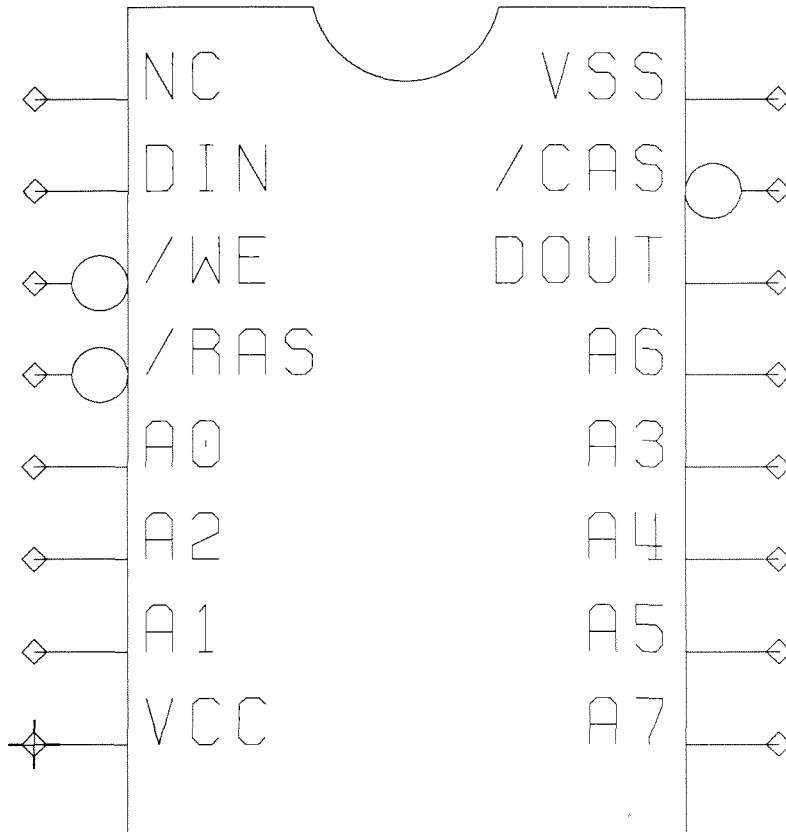 NC VSS
DIN /CAS
/WE DOUT
/RAS A6
A0 A3
A2 A4
A1 A5
VCC A7